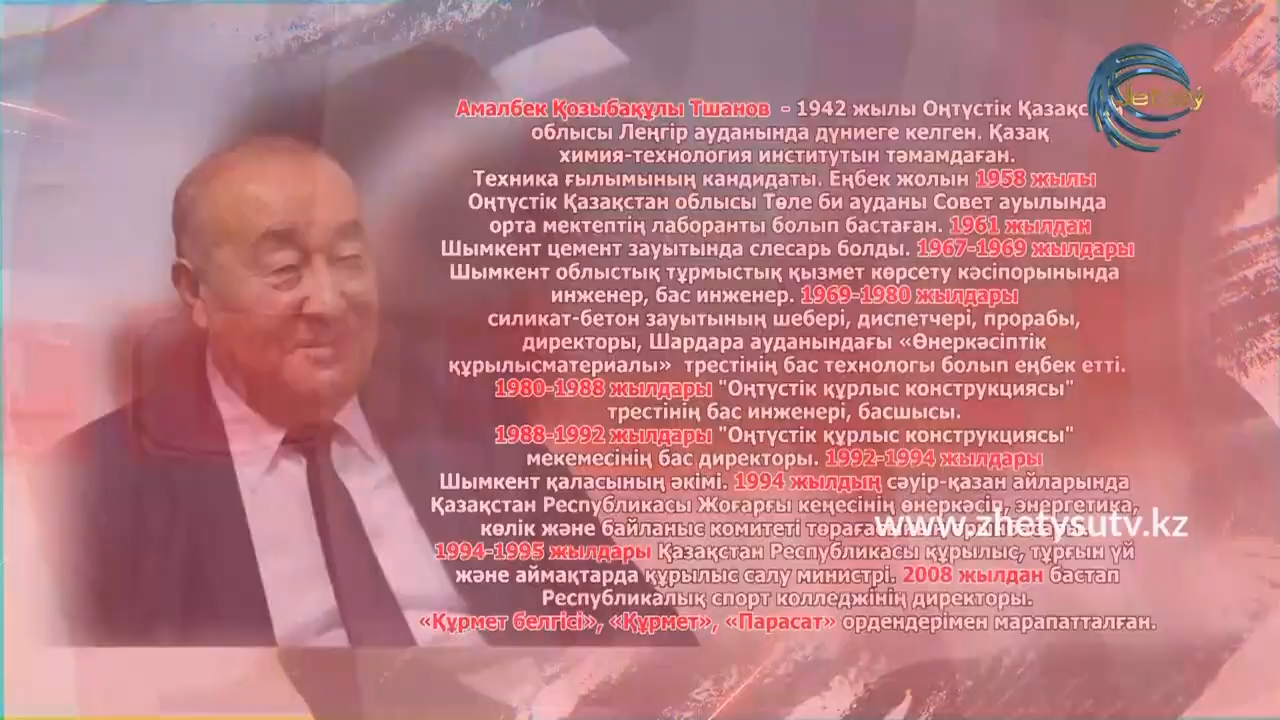 Jetisý
Амалбек Қозыбақұлы Тшанов - 1942 жылы Оңтүстік
облысы Леңгір ауданында дүниеге келген. Қазақ
химия-технология институтын тәмамдаған.
Техника ғылымының кандидаты. Еңбек жолын 1958 жылы
Оңтүстік Қазақстан облысы Төле би ауданы Совет ауылында
орта мектептің лаборанты болып бастаған. 1961 жылдан
Шымкент цемент зауытында слесарь болды. 1967-1969 жылдары
Шымкент облыстық тұрмыстық қызмет көрсету кәсіпорынында
инженер, бас инженер. 1969-1980 жылдары
силикат-бетон зауытының шебері, диспетчері, прорабы,
директоры, Шардара ауданындағы «Өнеркәсіптік
құрылысматериалы» трестінің бас технологы болып еңбек етті.
1980-1988 жылдары "Оңтүстік құрлыс конструкциясы"
трестінің бас инженері, басшысы.
1988-1992 жылдары "Оңтүстік құрлыс конструкциясы"
мекемесінің бас директоры. 1992-1994 жылдары
Шымкент қаласының әкімі. 1994 жылдың сәуір-қазан айларында
Қазақстан Республикасы Жоғарғы кеңесінің өнеркәсіп, энергетика,
көлік және байланыс комитеті
www.zhetysutv.kz
1994-1995 жылдары Қазақстан Республикасы құрылыс, тұрғын үй
және аймақтарда құрылыс салу министрі. 2008 жылдан бастап
Республикалық спорт колледжінің директоры.
«Құрмет белгісі», «Құрмет», «Парасат» ордендерімен марапатталған.